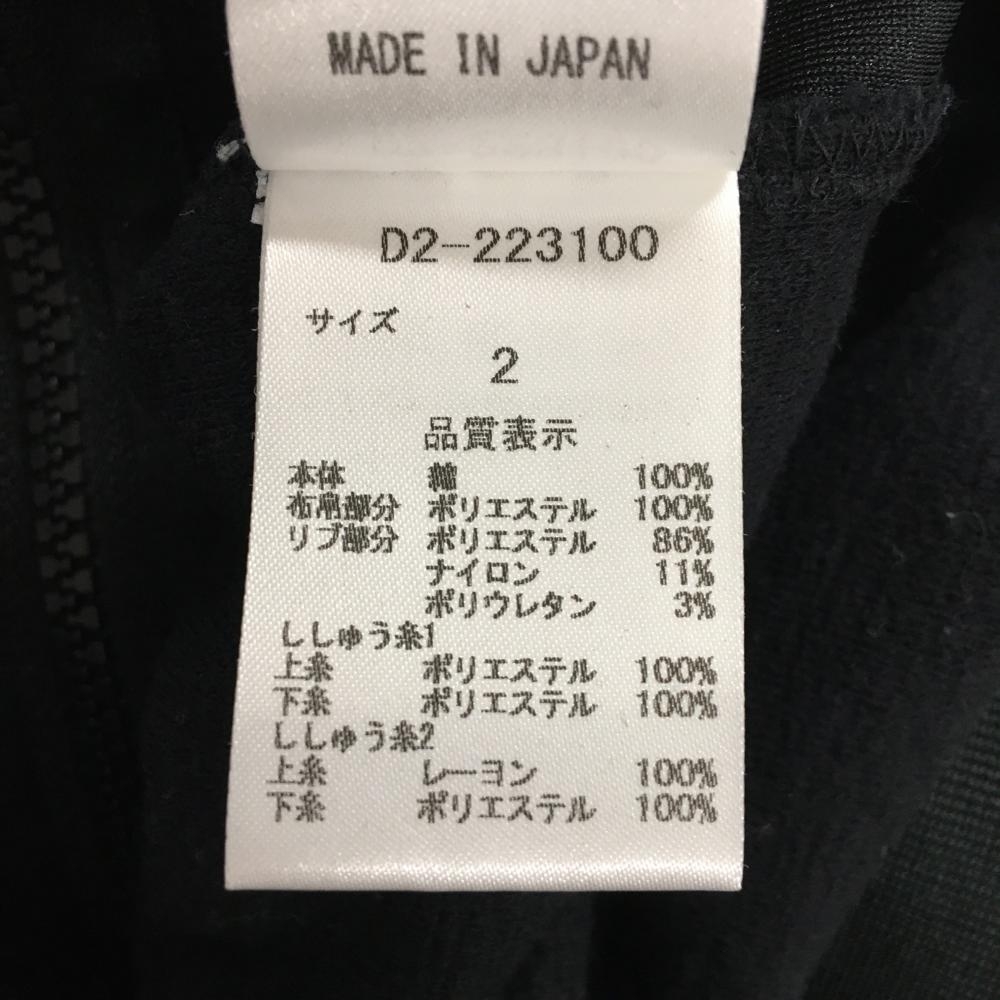 MADE IN JAPAN
D2-223100
サイズ
2
品質表示
本体 綿 100%
布帛部分 ポリエステル 100%
リブ部分 ポリエステル 86%
ナイロン 11%
ポリウレタン 3%
ししゅう糸1
上糸 ポリエステル 100%
下糸 ポリエステル 100%
ししゅう糸2
上糸 レーヨン 100%
下糸 ポリエステル 100%